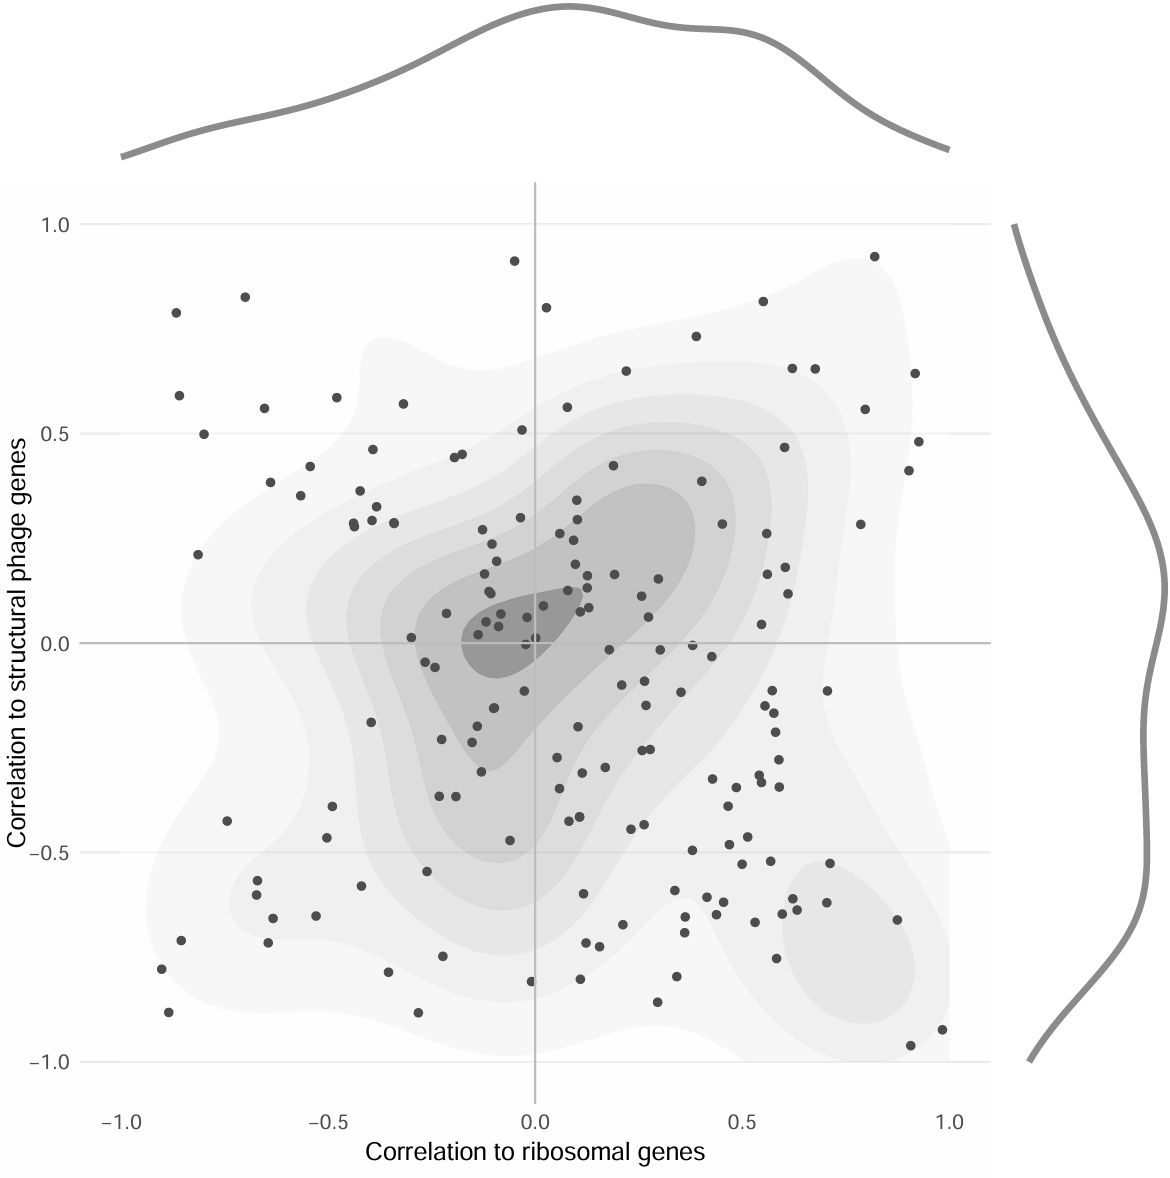 1.0
0.5
0.0
−0.5
−1.0
Correlation to structural phage genes
−1.0 −0.5 0.0 0.5 1.0
Correlation to ribosomal genes